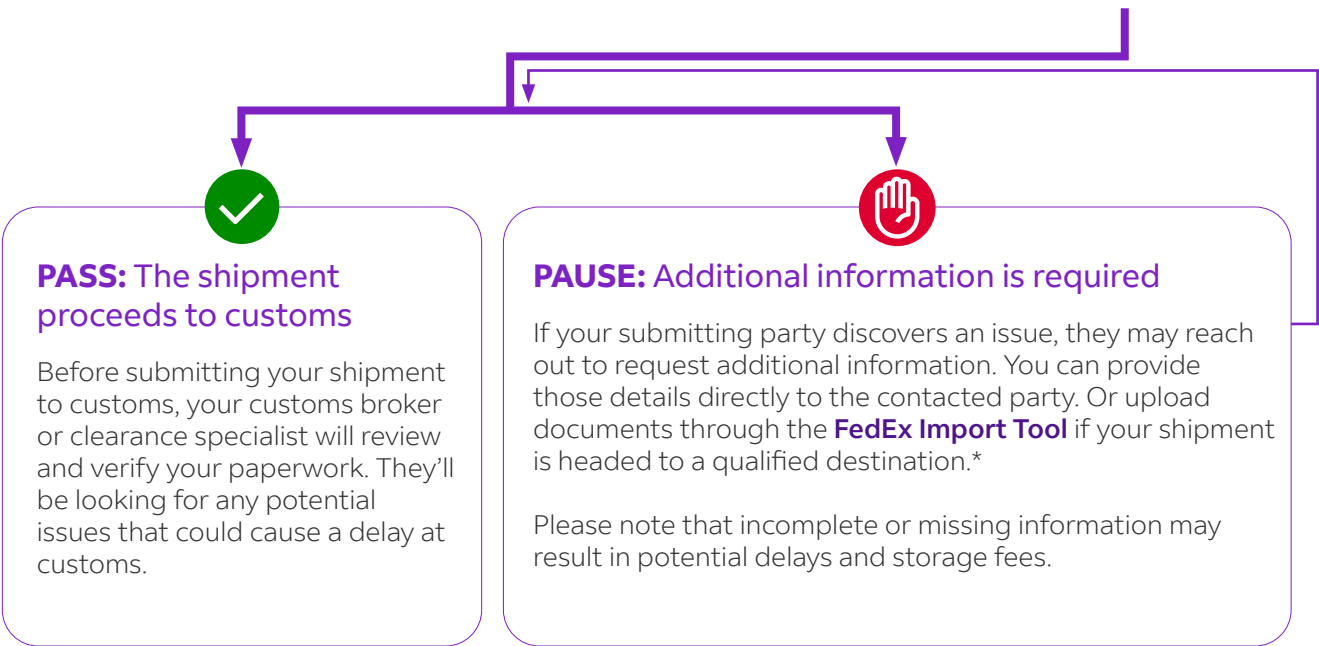 PASS: The shipment
proceeds to customs
Before submitting your shipment
to customs, your customs broker
or clearance specialist will review
and verify your paperwork. They’ll
be looking for any potential
issues that could cause a delay at
customs.
PAUSE: Additional information is required
If your submitting party discovers an issue, they may reach
out to request additional information. You can provide
those details directly to the contacted party. Or upload
documents through the FedEx Import Tool if your shipment
is headed to a qualified destination.*
Please note that incomplete or missing information may
result in potential delays and storage fees.